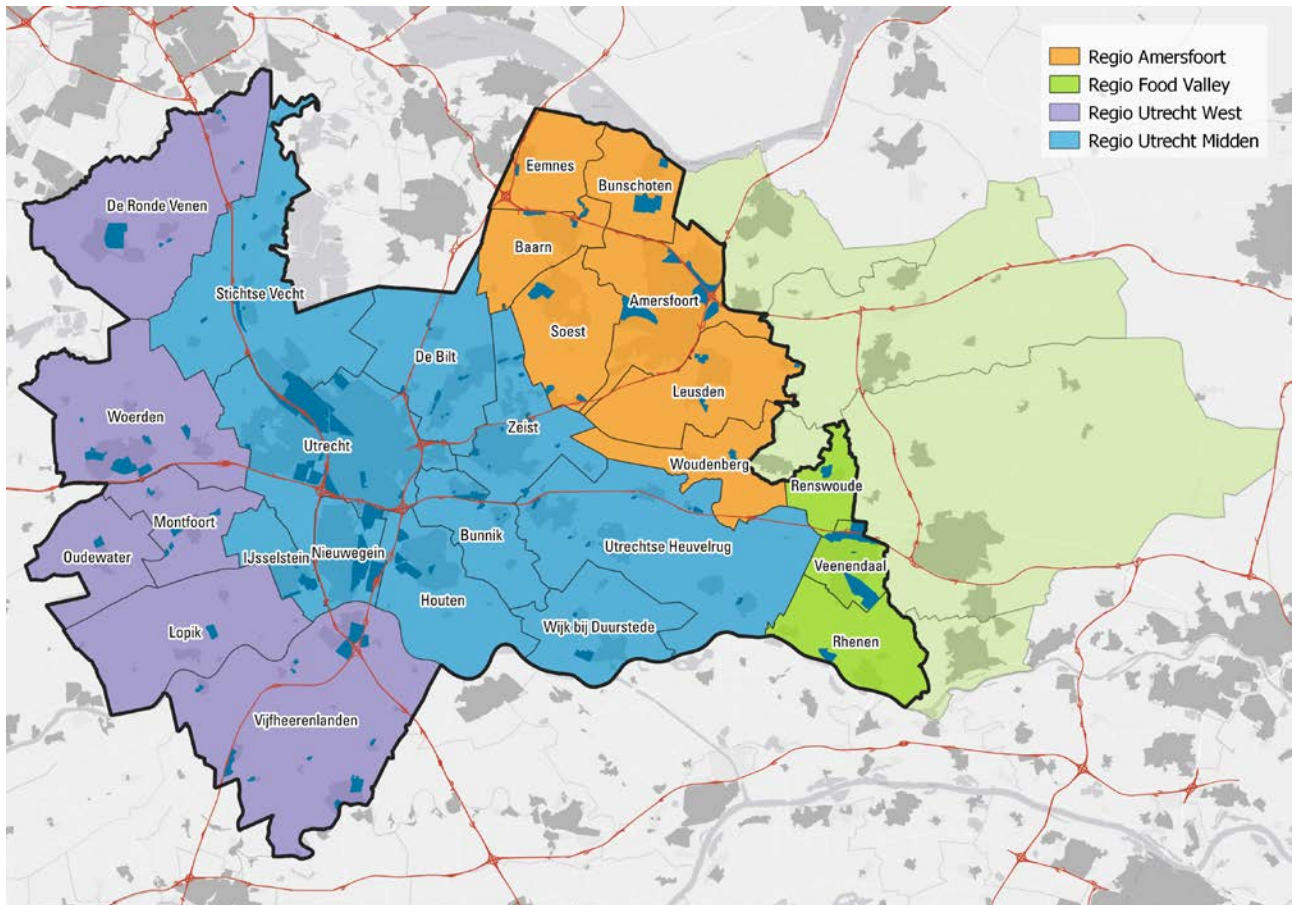 Regio Amersfoort
Regio Food Valley
Regio Utrecht West
Regio Utrecht Midden
Eemnes
Bunschoten
De Ronde Venen
Baarn
Stichtse Vecht
Amersfoort
Soest
De Bilt
Leusden
Woerden
Zeist
Utrecht
Woudenberg
Renswoude
Montfoort
Bunnik
Utrechtse Heuvelrug
Oudewater
IJsselstein
Nieuwegein
Veenendaal
Houten
Wijk bij Duurstede
Lopik
Rhenen
Vijfheerenlanden